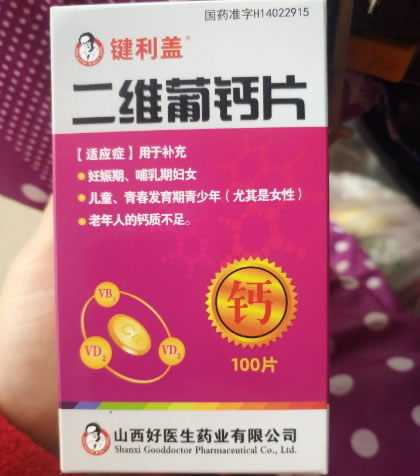 国药准字H14022915
键利盖®
二维葡钙片
【适应症】用于补充
• 妊娠期、哺乳期妇女
• 儿童、青春发育期青少年（尤其是女性）
• 老年人的钙质不足。
VB₁
Ca
VD₂
VD₂
钙
100片
山西好医生药业有限公司
Shanxi Gooddoctor Pharmaceutical Co., Ltd.